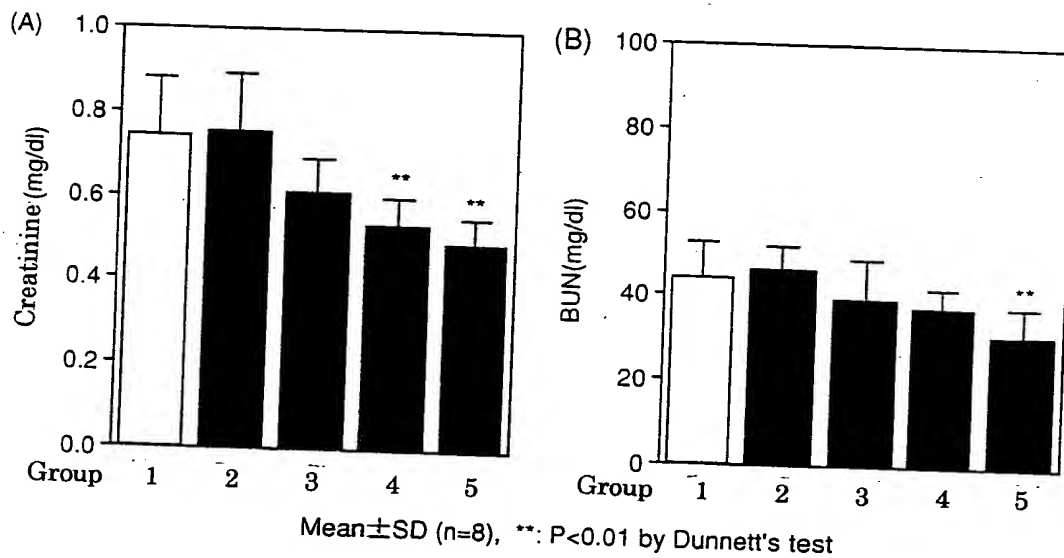 (A)
Creatinine (mg/dl)
1.0
0.8
0.6
0.4
0.2
0.0
** **
Group 1 2 3 4 5
(B)
BUN(mg/dl)
100
80
60
40
20
0
**
Group 1 2 3 4 5
Mean±SD (n=8), **: P<0.01 by Dunnett's test